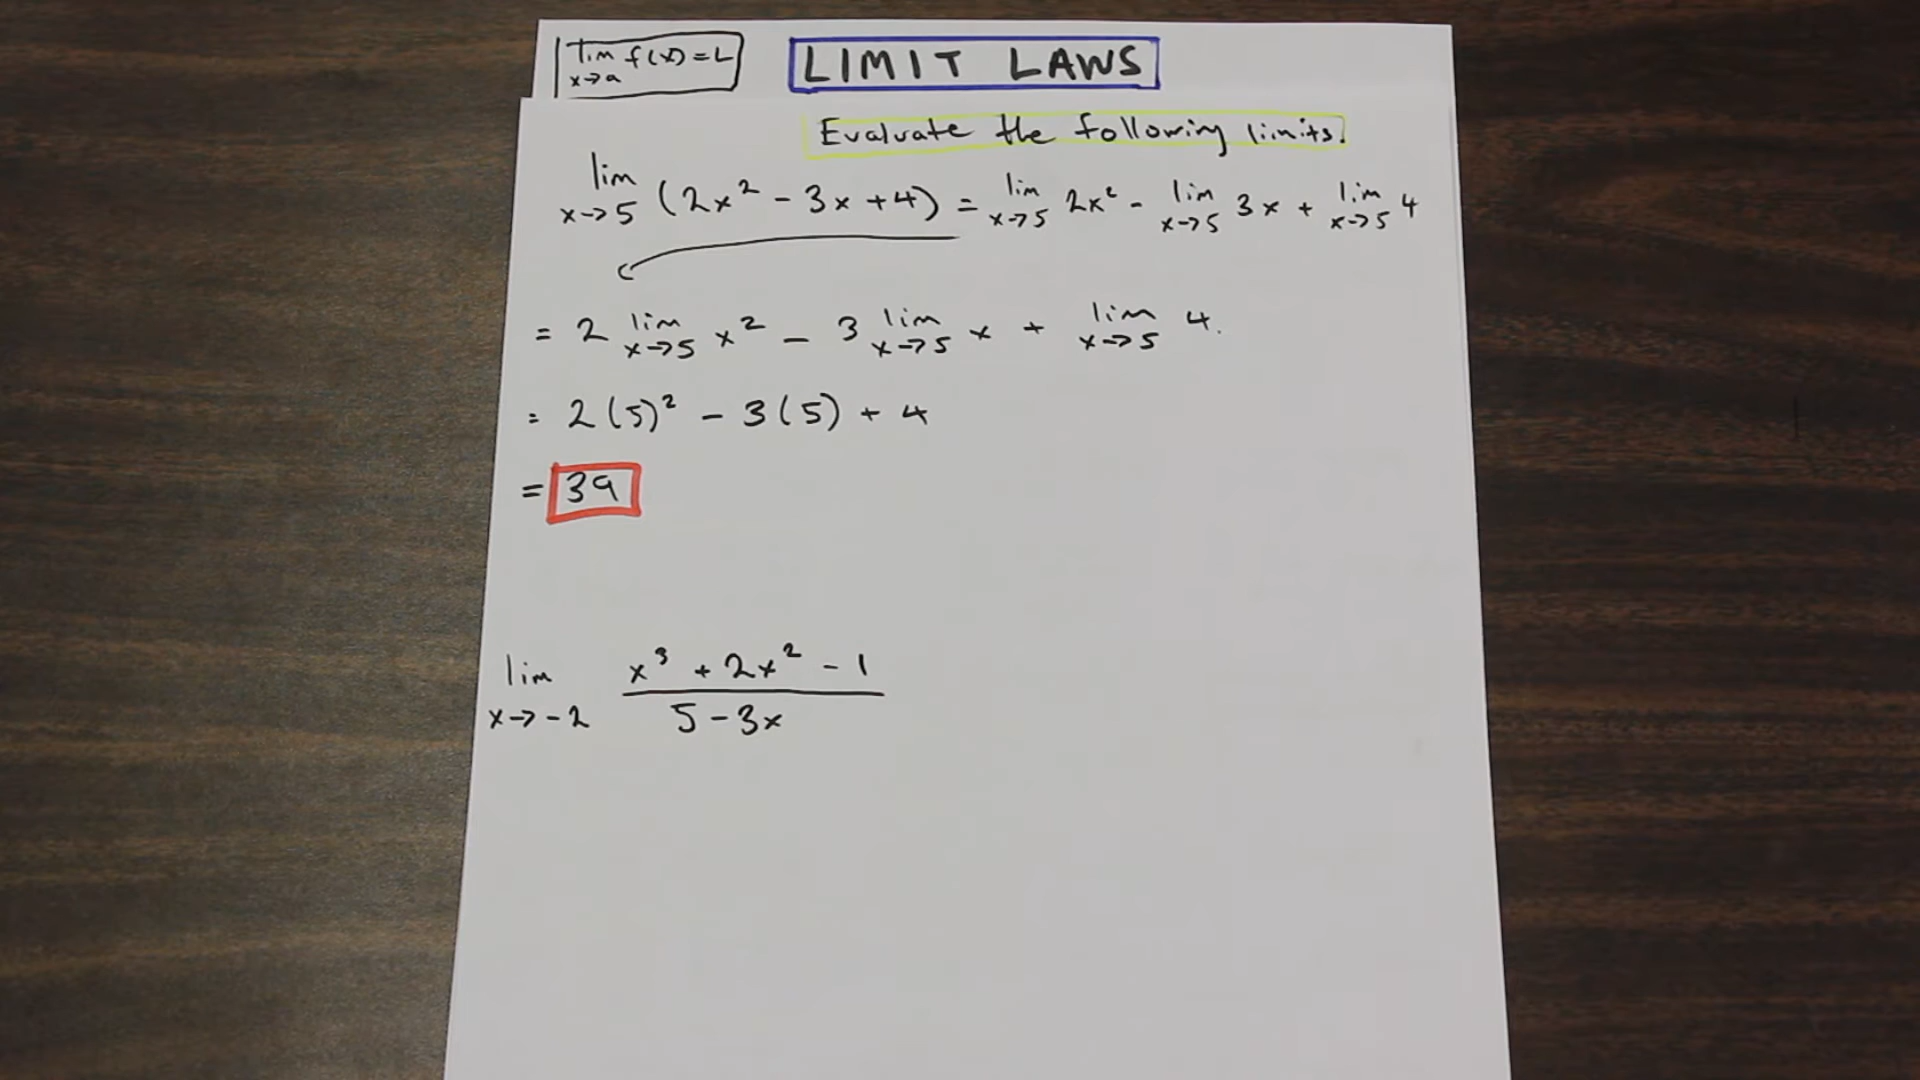 lim f(x) = L
x→a
LIMIT LAWS
Evaluate the following limits.
lim (2x² - 3x + 4) = lim 2x² - lim 3x + lim 4
x→5 x→5 x→5 x→5
= 2 lim x² - 3 lim x + lim 4.
x→5 x→5 x→5
= 2(5)² - 3(5) + 4
= 39
lim x³ + 2x² - 1
x→-2 5 - 3x